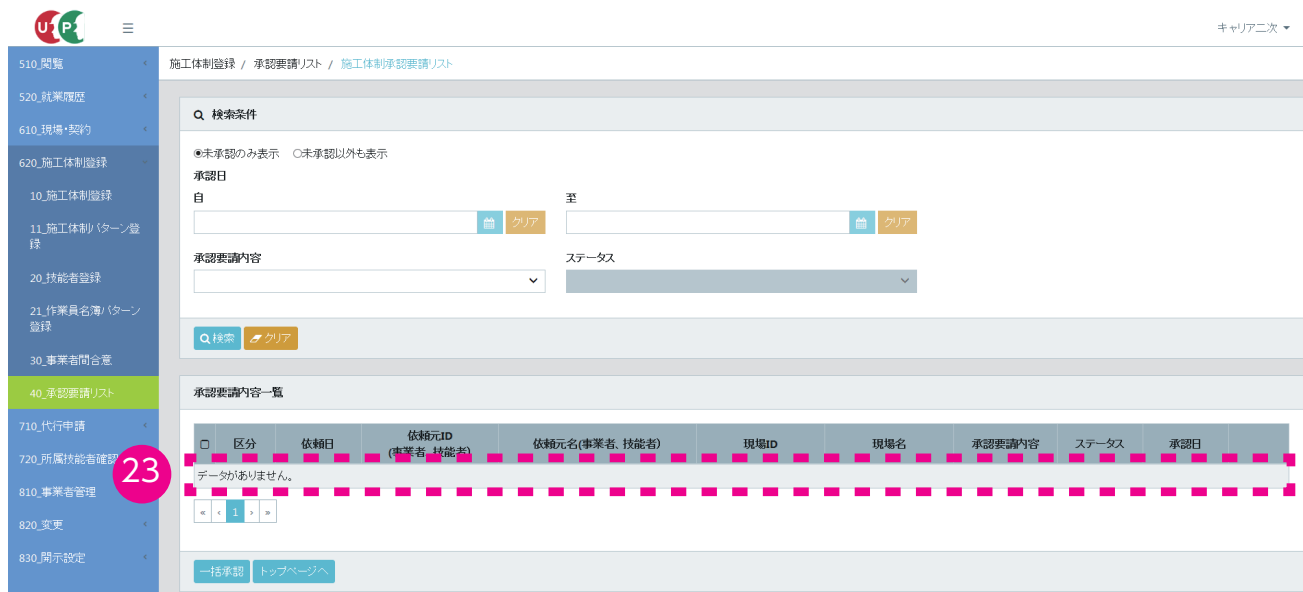 U P
キャリア二次
510_閲覧
520_就業履歴
610_現場・契約
620_施工体制登録
10_施工体制登録
11_施工体制パターン登
録
20_技能者登録
21_作業員名簿パターン
登録
30_事業者間合意
40_承認要請リスト
710_代行申請
720_所属技能者確認
810_事業者管理
820_変更
830_開示設定
23
施工体制登録 / 承認要請リスト / 施工体制承認要請リスト
検索条件
未承認のみ表示 未承認以外も表示
承認日
自 至
クリア クリア
承認要請内容 ステータス
検索 クリア
承認要請内容一覧
区分 依頼日 依頼元ID
(事業者、技能者) 依頼元名(事業者、技能者) 現場ID 現場名 承認要請内容 ステータス 承認日
データがありません。
« ‹ 1 › »
一括承認 トップページへ